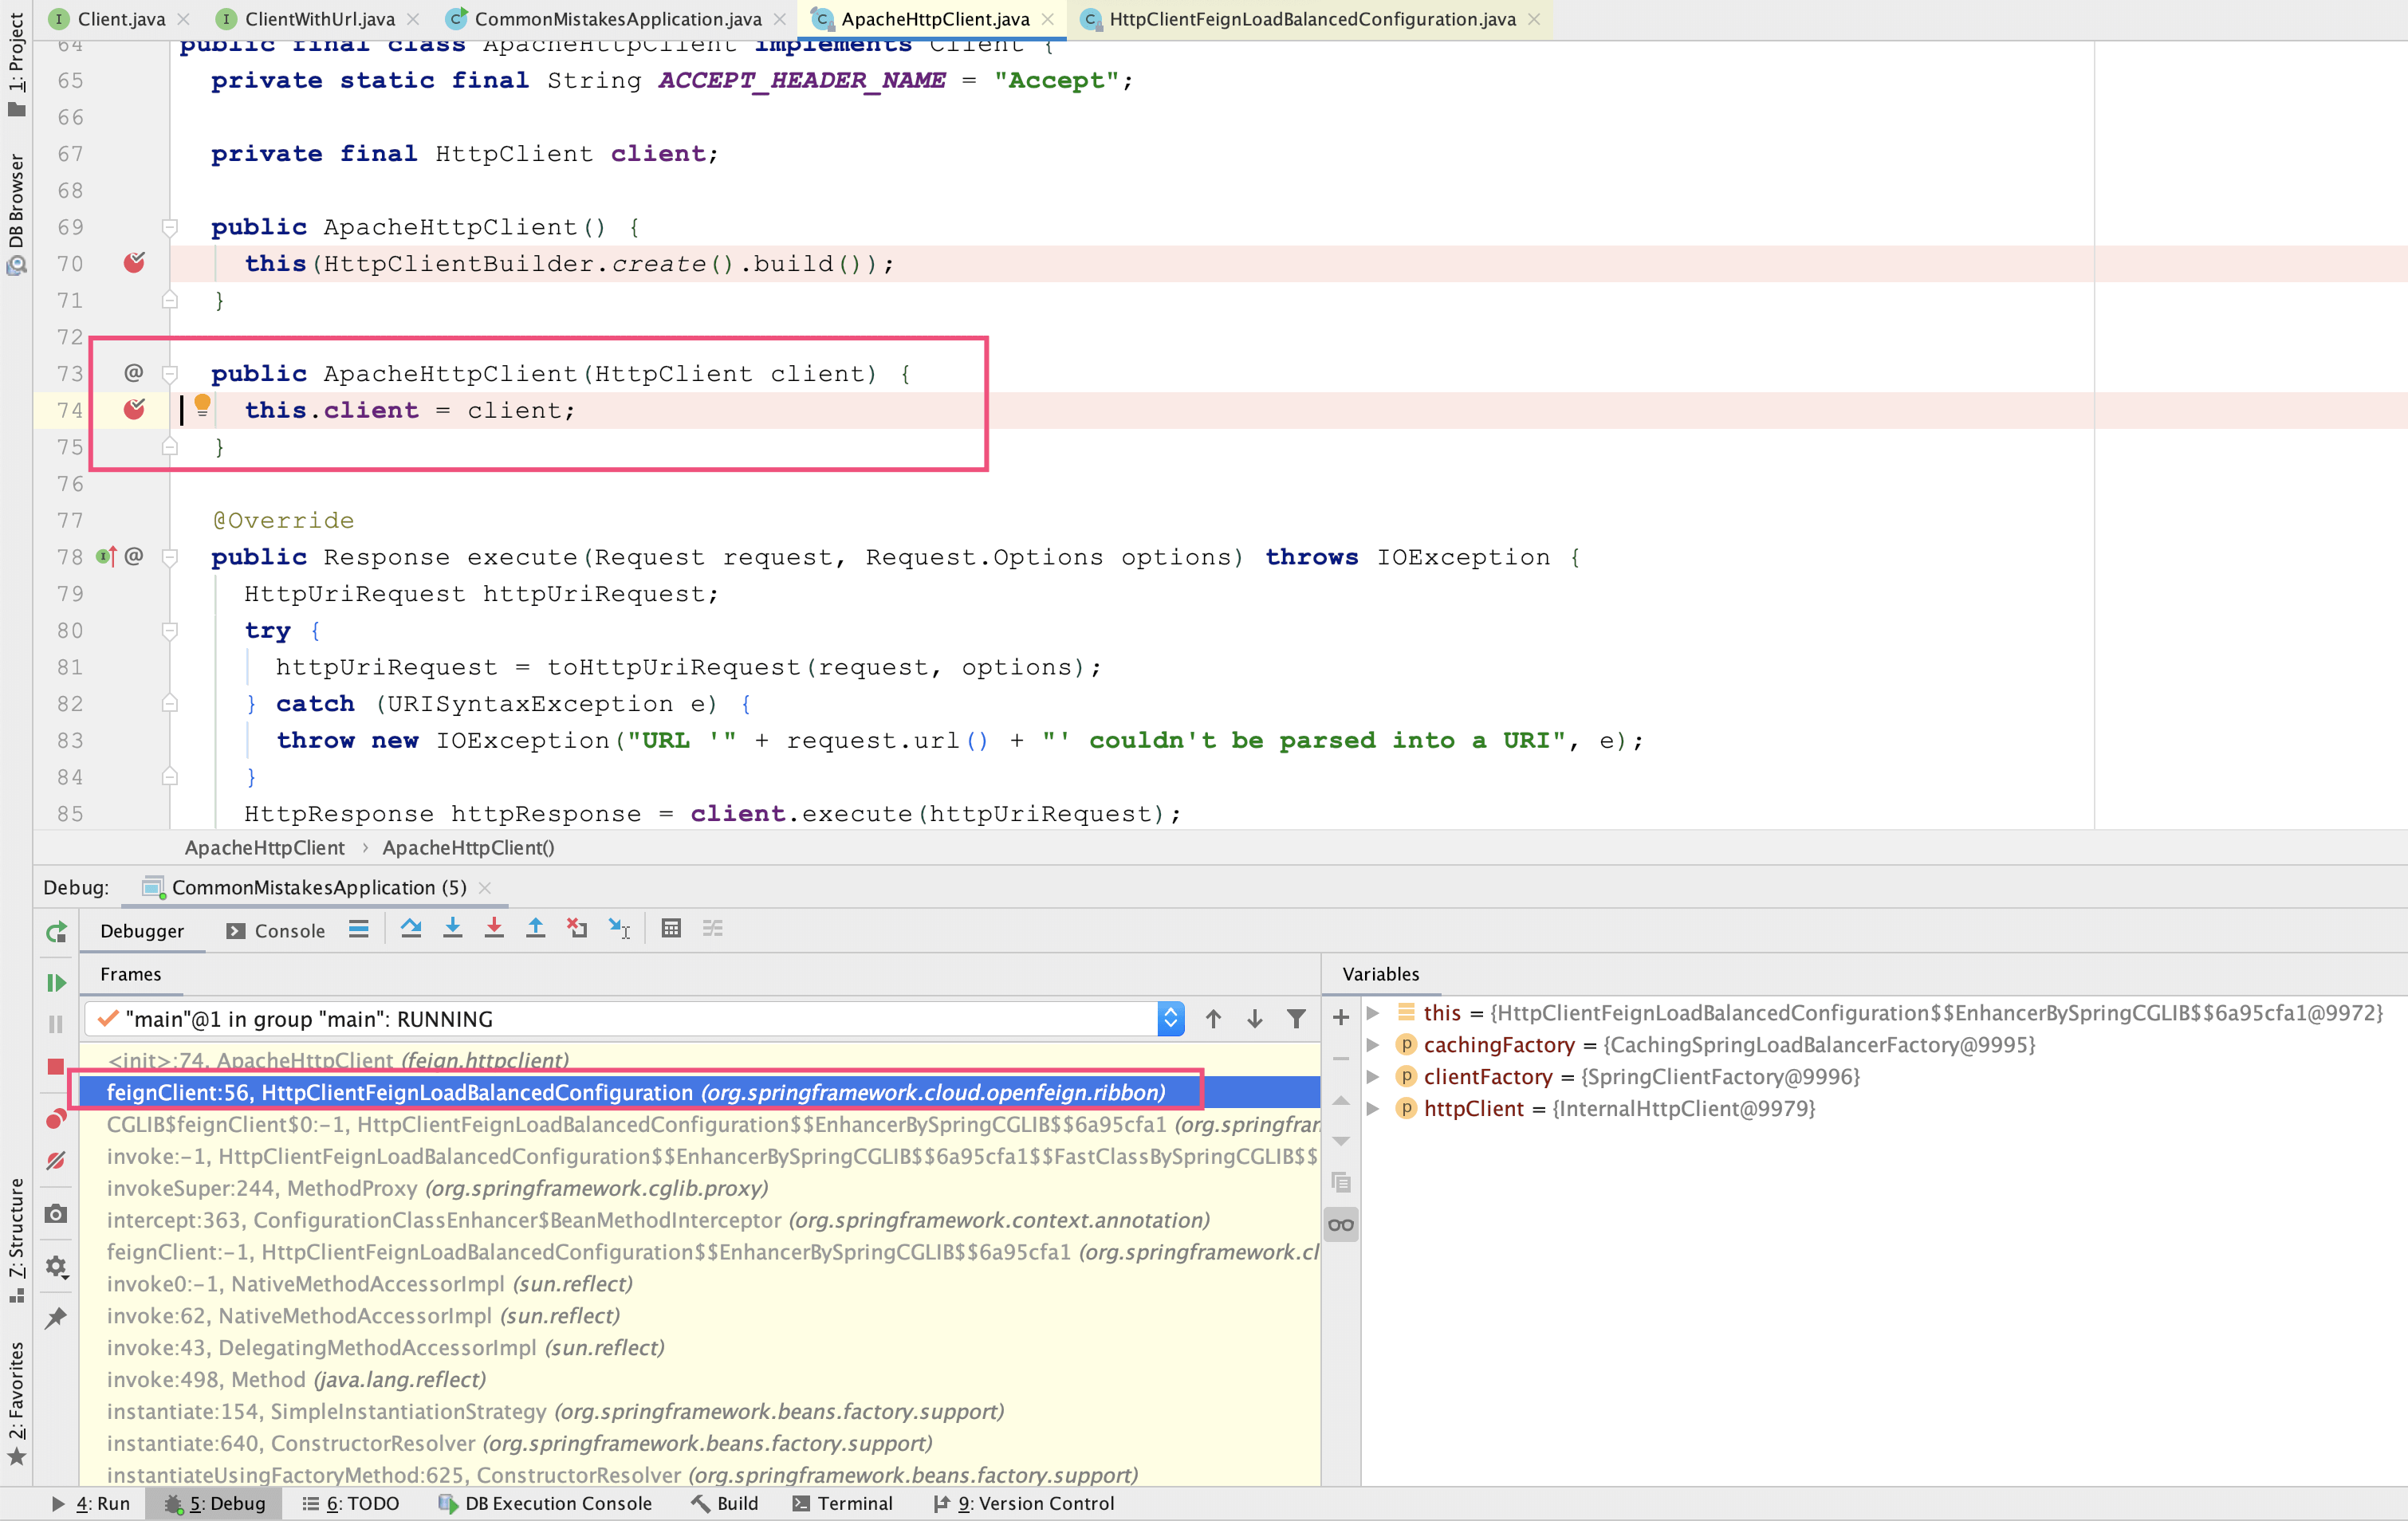 Client.java ClientWithUrl.java CommonMistakesApplication.java ApacheHttpClient.java HttpClientFeignLoadBalancedConfiguration.java
1: Project
DB Browser
Z: Structure
2: Favorites
64 public final class ApacheHttpClient implements Client {
65 private static final String ACCEPT_HEADER_NAME = "Accept";
66
67 private final HttpClient client;
68
69 public ApacheHttpClient() {
70 this(HttpClientBuilder.create().build());
71 }
72
73 @ public ApacheHttpClient(HttpClient client) {
74 this.client = client;
75 }
76
77 @Override
78 @ public Response execute(Request request, Request.Options options) throws IOException {
79 HttpUriRequest httpUriRequest;
80 try {
81 httpUriRequest = toHttpUriRequest(request, options);
82 } catch (URISyntaxException e) {
83 throw new IOException("URL '" + request.url() + "' couldn't be parsed into a URI", e);
84 }
85 HttpResponse httpResponse = client.execute(httpUriRequest);
ApacheHttpClient › ApacheHttpClient()
Debug: CommonMistakesApplication (5)
Debugger Console
Frames
"main"@1 in group "main": RUNNING
<init>:74, ApacheHttpClient (feign.httpclient)
feignClient:56, HttpClientFeignLoadBalancedConfiguration (org.springframework.cloud.openfeign.ribbon)
CGLIB$feignClient$0:-1, HttpClientFeignLoadBalancedConfiguration$$EnhancerBySpringCGLIB$$6a95cfa1 (org.springfran
invoke:-1, HttpClientFeignLoadBalancedConfiguration$$EnhancerBySpringCGLIB$$6a95cfa1$$FastClassBySpringCGLIB$$
invokeSuper:244, MethodProxy (org.springframework.cglib.proxy)
intercept:363, ConfigurationClassEnhancer$BeanMethodInterceptor (org.springframework.context.annotation)
feignClient:-1, HttpClientFeignLoadBalancedConfiguration$$EnhancerBySpringCGLIB$$6a95cfa1 (org.springframework.cl
invoke0:-1, NativeMethodAccessorImpl (sun.reflect)
invoke:62, NativeMethodAccessorImpl (sun.reflect)
invoke:43, DelegatingMethodAccessorImpl (sun.reflect)
invoke:498, Method (java.lang.reflect)
instantiate:154, SimpleInstantiationStrategy (org.springframework.beans.factory.support)
instantiate:640, ConstructorResolver (org.springframework.beans.factory.support)
instantiateUsingFactoryMethod:625, ConstructorResolver (org.springframework.beans.factory.support)
Variables
this = {HttpClientFeignLoadBalancedConfiguration$$EnhancerBySpringCGLIB$$6a95cfa1@9972}
cachingFactory = {CachingSpringLoadBalancerFactory@9995}
clientFactory = {SpringClientFactory@9996}
httpClient = {InternalHttpClient@9979}
4: Run 5: Debug 6: TODO DB Execution Console Build Terminal 9: Version Control